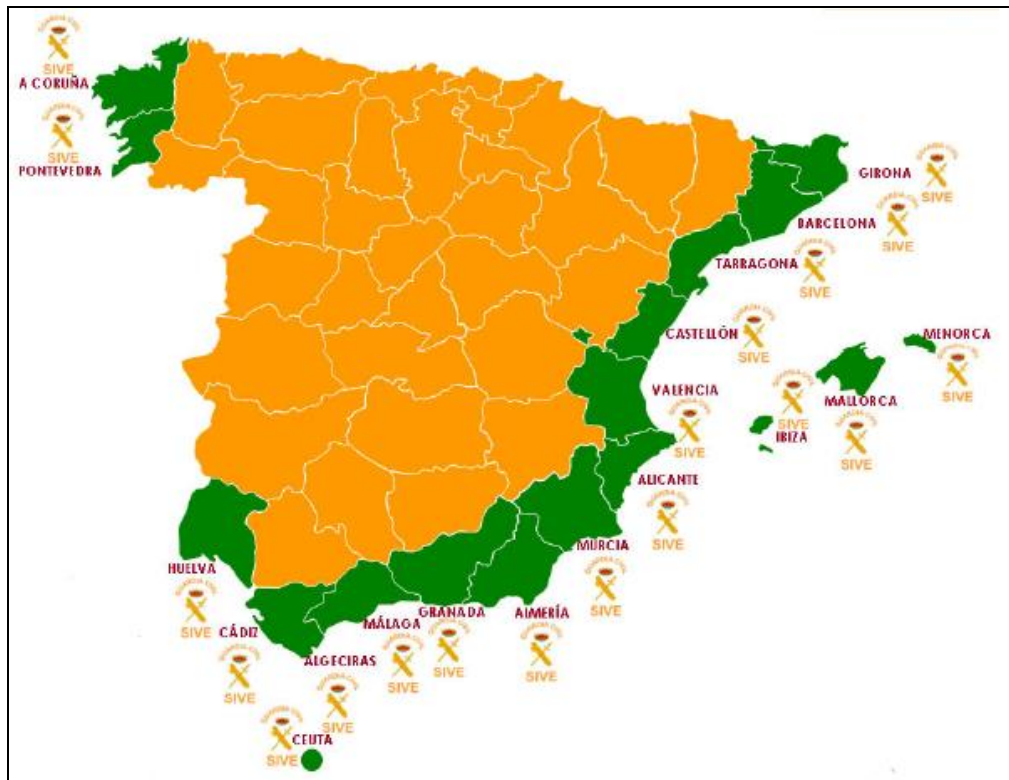 SIVE
A CORUÑA
SIVE
PONTEVEDRA
GIRONA
SIVE
BARCELONA
SIVE
TARRAGONA
SIVE
CASTELLÓN
SIVE
MENORCA
SIVE
MALLORCA
SIVE
IBIZA
SIVE
VALENCIA
SIVE
ALICANTE
SIVE
MURCIA
SIVE
ALMERÍA
SIVE
GRANADA
SIVE
MÁLAGA
SIVE
ALGECIRAS
SIVE
CÁDIZ
SIVE
HUELVA
SIVE
CEUTA
SIVE